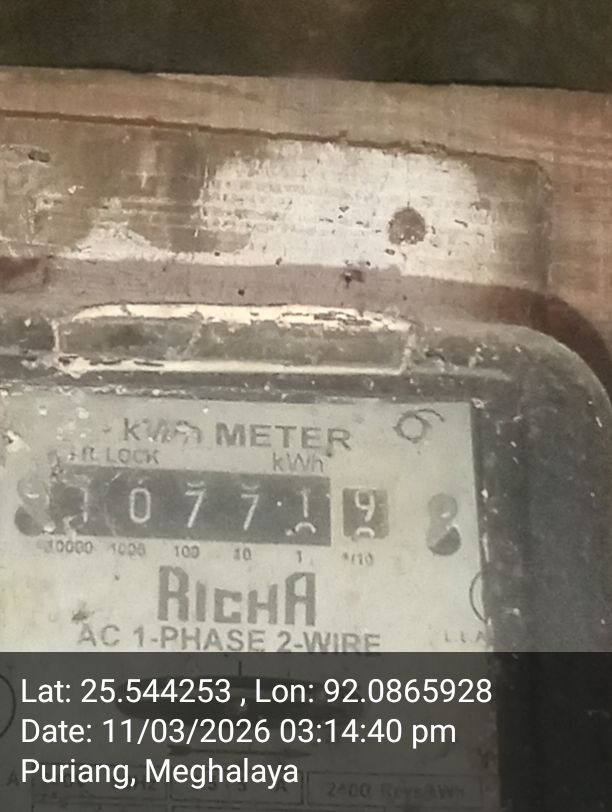 kWh METER
LOCK kWh
1 0 7 7 1 9
10000 1000 100 10 1 1/10
RICHA
AC 1-PHASE 2-WIRE
Lat: 25.544253 , Lon: 92.0865928
Date: 11/03/2026 03:14:40 pm
Puriang, Meghalaya